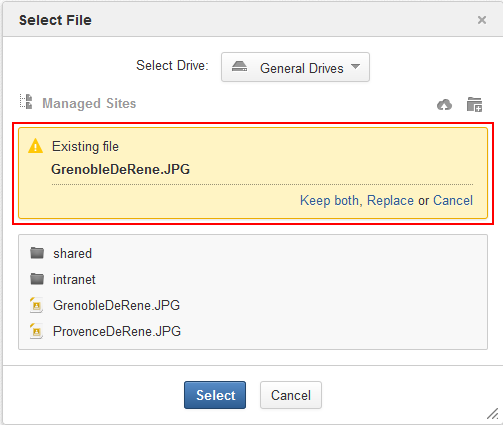 Select File
Select Drive: General Drives
Managed Sites
Existing file
GrenobleDeRene.JPG
Keep both, Replace or Cancel
shared
intranet
GrenobleDeRene.JPG
ProvenceDeRene.JPG
Select Cancel